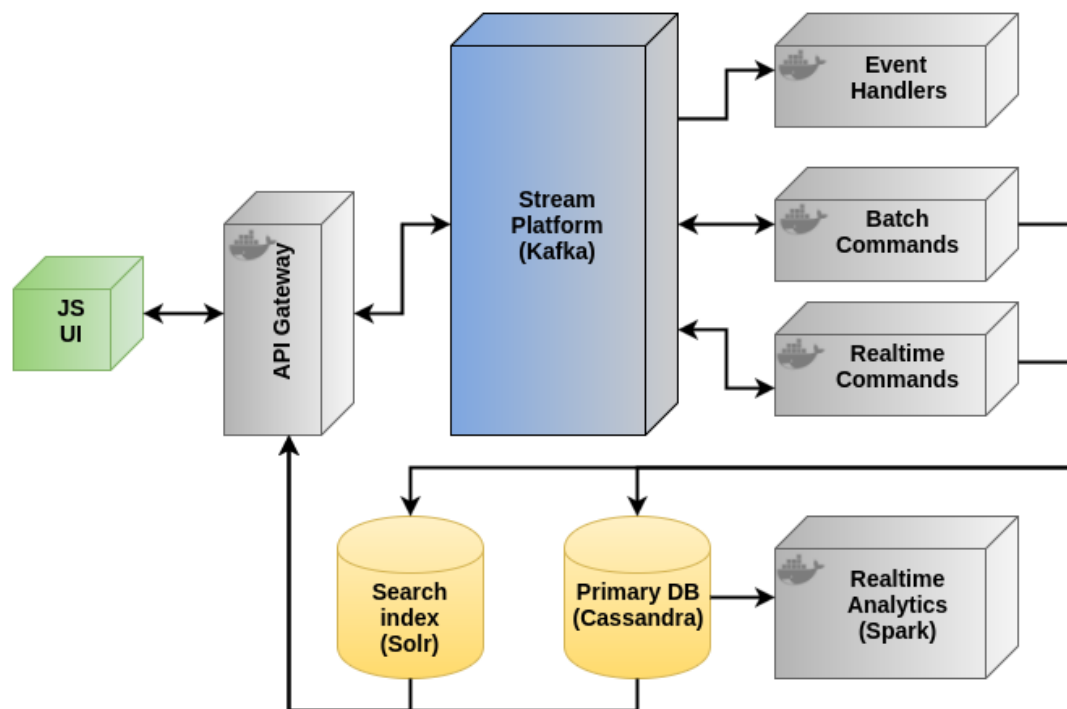 Event
Handlers
Stream
Platform
(Kafka)
Batch
Commands
API Gateway
JS
UI
Realtime
Commands
Search
index
(Solr)
Primary DB
(Cassandra)
Realtime
Analytics
(Spark)